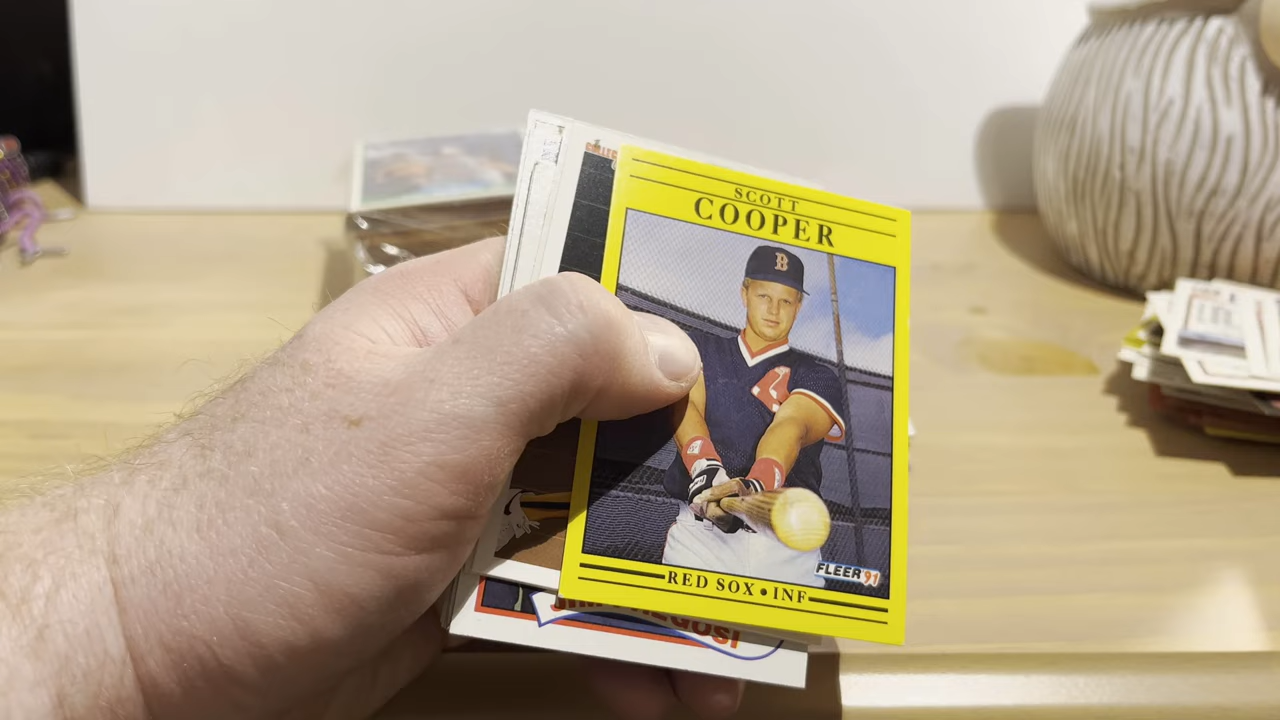 SCOTT
COOPER
B
FLEER 91
RED SOX • INF